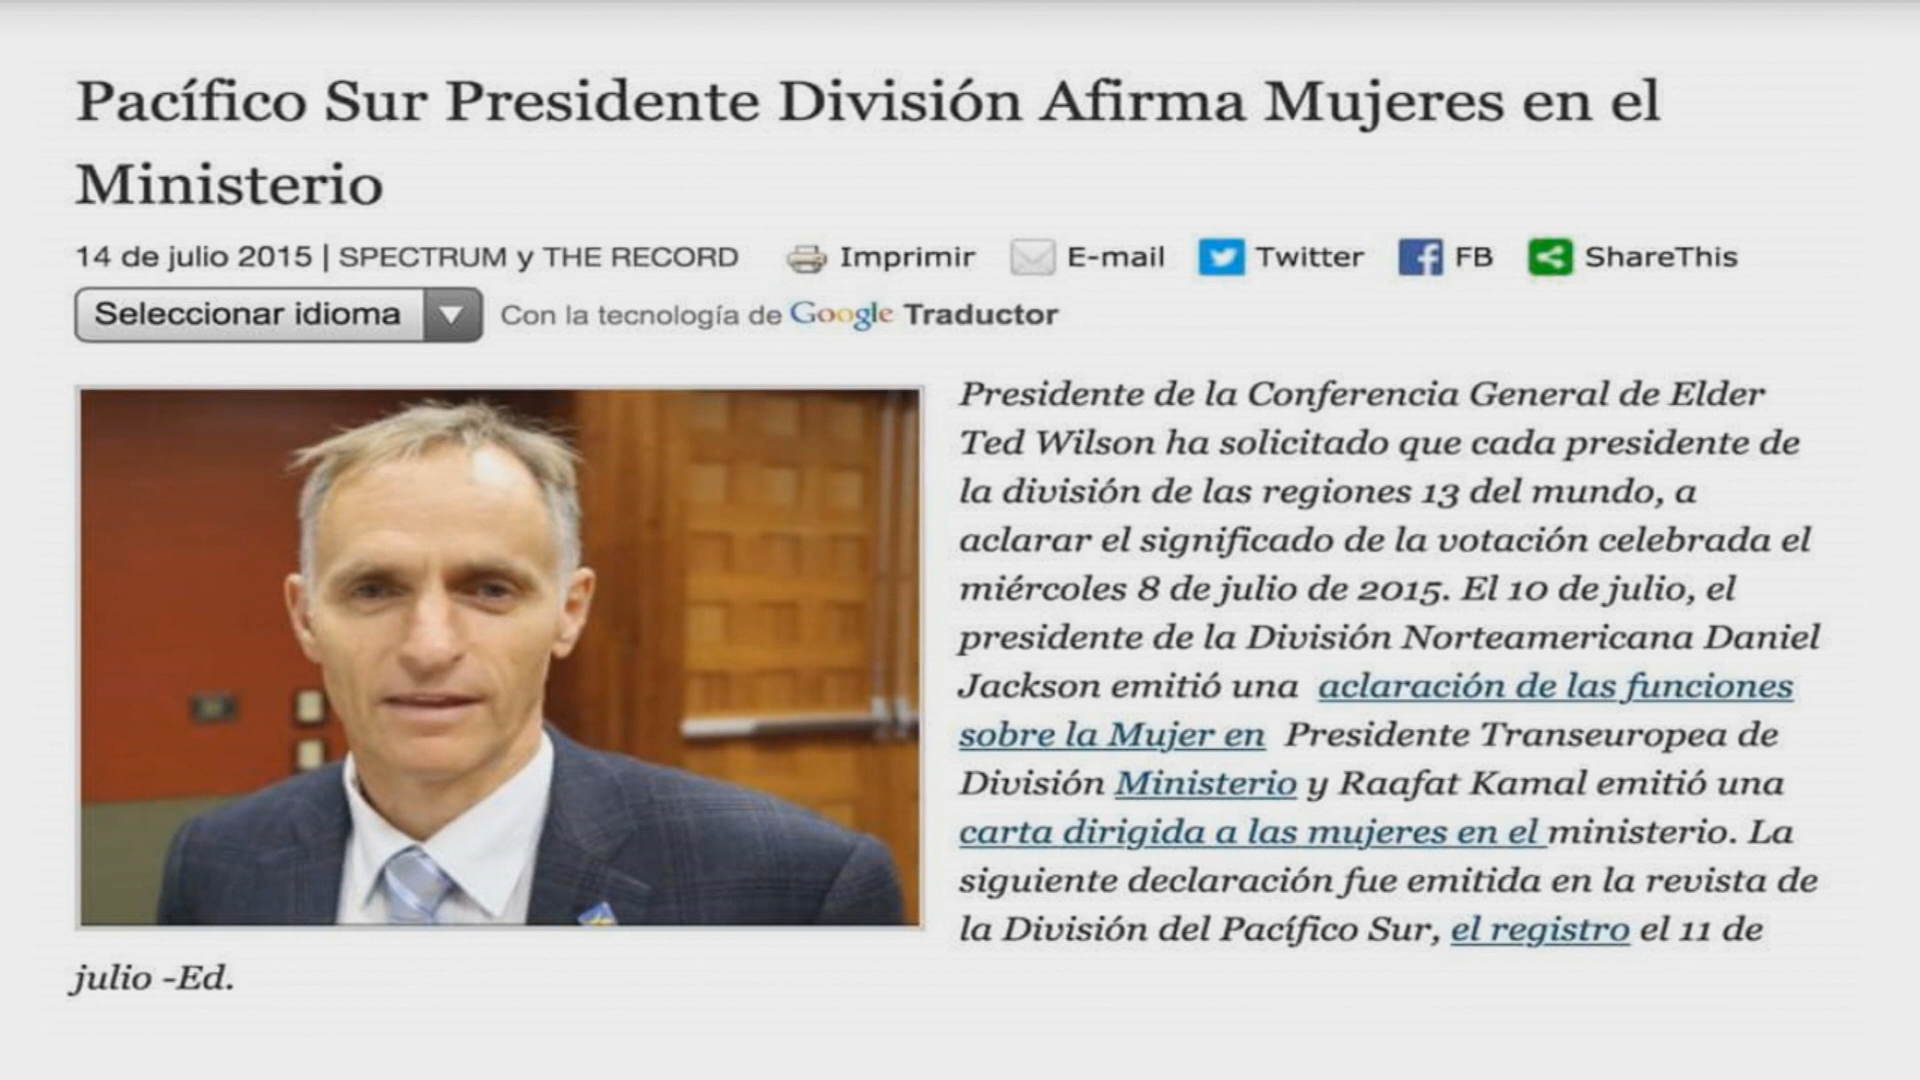 Pacífico Sur Presidente División Afirma Mujeres en el
Ministerio
14 de julio 2015 | SPECTRUM y THE RECORD Imprimir E-mail Twitter FB ShareThis
Seleccionar idioma Con la tecnología de Google Traductor
Presidente de la Conferencia General de Elder
Ted Wilson ha solicitado que cada presidente de
la división de las regiones 13 del mundo, a
aclarar el significado de la votación celebrada el
miércoles 8 de julio de 2015. El 10 de julio, el
presidente de la División Norteamericana Daniel
Jackson emitió una aclaración de las funciones
sobre la Mujer en Presidente Transeuropea de
División Ministerio y Raafat Kamal emitió una
carta dirigida a las mujeres en el ministerio. La
siguiente declaración fue emitida en la revista de
la División del Pacífico Sur, el registro el 11 de
julio -Ed.